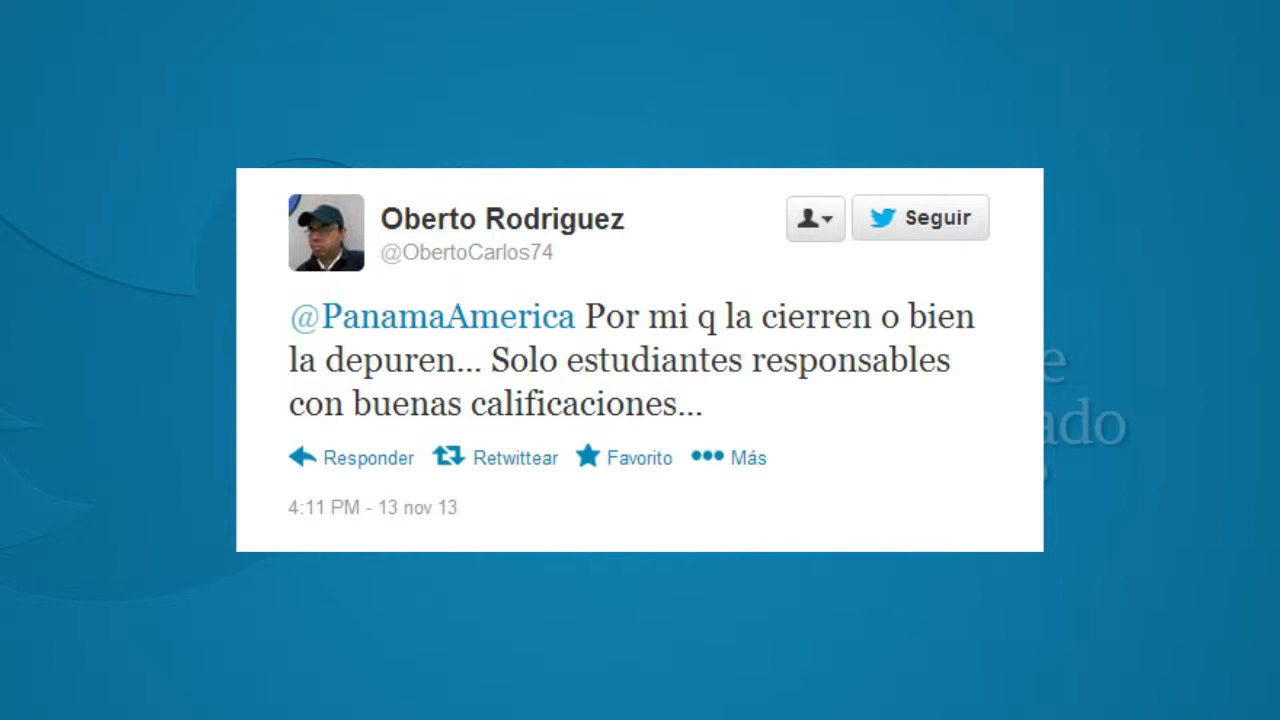 Oberto Rodriguez
Seguir
@ObertoCarlos74
@PanamaAmerica Por mi q la cierren o bien
la depuren... Solo estudiantes responsables
con buenas calificaciones...
Responder Retwittear Favorito Más
4:11 PM - 13 nov 13